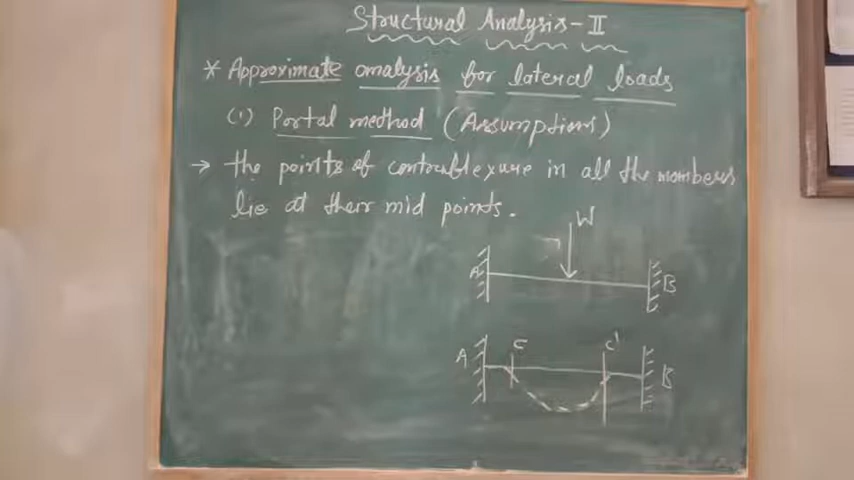 Structural Analysis - II
* Approximate analysis for lateral loads
(1) Portal method (Assumptions)
→ the points of contraflexure in all the members
lie at their mid points.
W
A B
C C'
A B